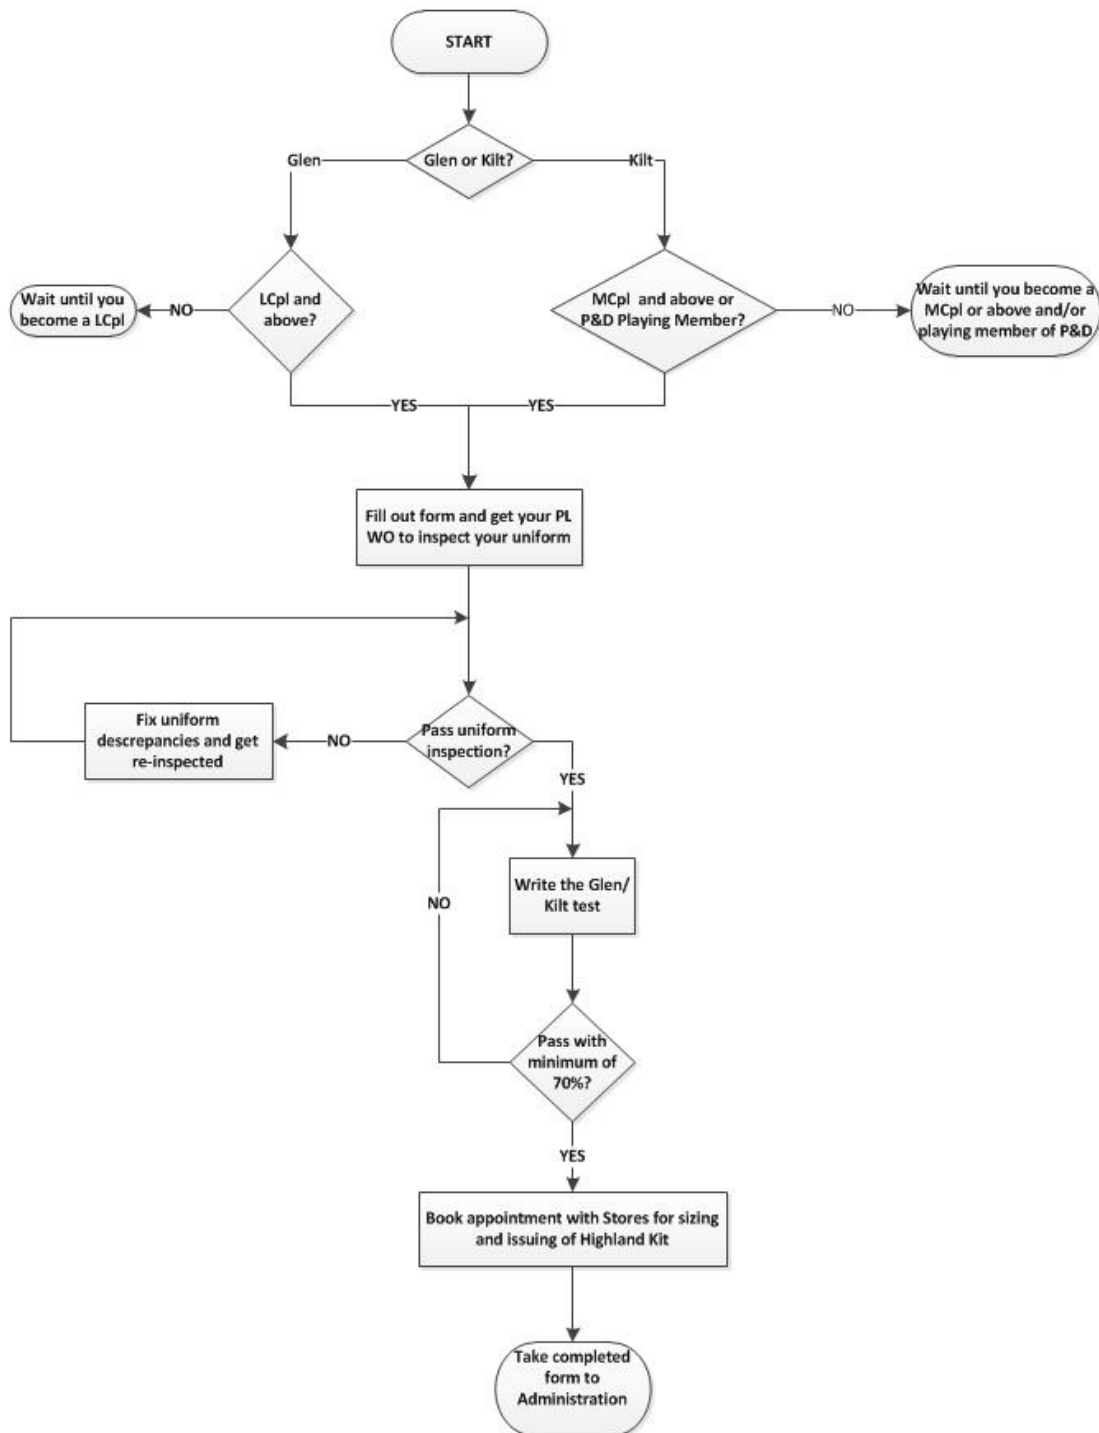 START
Glen or Kilt?
Glen
Kilt
LCpl and
above?
NO
Wait until you
become a LCpl
MCpl and above or
P&D Playing Member?
NO
Wait until you become a
MCpl or above and/or
playing member of P&D
YES
YES
Fill out form and get your PL
WO to inspect your uniform
Pass uniform
inspection?
NO
Fix uniform
descrepancies and get
re-inspected
YES
Write the Glen/
Kilt test
NO
Pass with
minimum of
70%?
YES
Book appointment with Stores for sizing
and issuing of Highland Kit
Take completed
form to
Administration